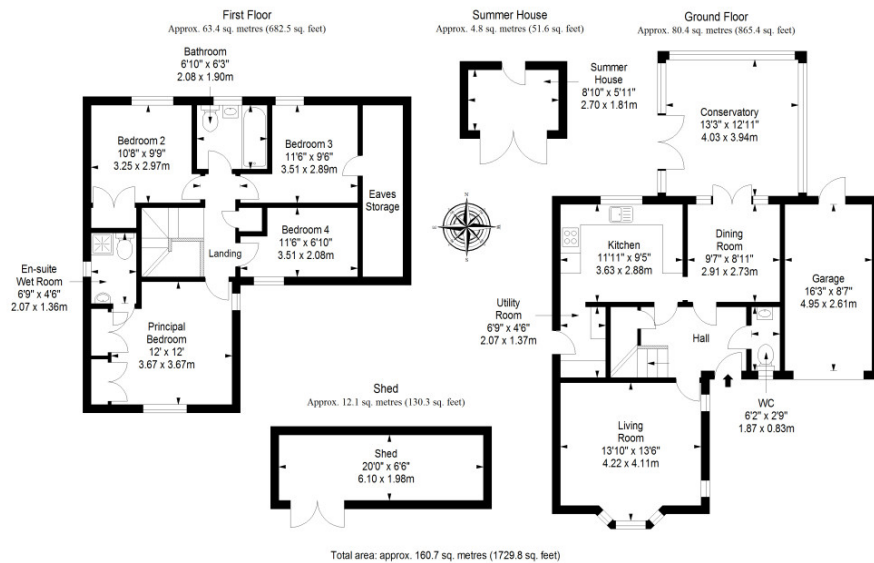 First Floor
Approx. 63.4 sq. metres (682.5 sq. feet)
Bathroom
6'10" x 6'3"
2.08 x 1.90m
Bedroom 2
10'8" x 9'9"
3.25 x 2.97m
Bedroom 3
11'6" x 9'6"
3.51 x 2.89m
Eaves
Storage
Bedroom 4
11'6" x 6'10"
3.51 x 2.08m
Landing
En-suite
Wet Room
6'9" x 4'6"
2.07 x 1.36m
Principal
Bedroom
12' x 12'
3.67 x 3.67m
Summer House
Approx. 4.8 sq. metres (51.6 sq. feet)
Summer
House
8'10" x 5'11"
2.70 x 1.81m
Shed
Approx. 12.1 sq. metres (130.3 sq. feet)
Shed
20'0" x 6'6"
6.10 x 1.98m
Ground Floor
Approx. 80.4 sq. metres (865.4 sq. feet)
Conservatory
13'3" x 12'11"
4.03 x 3.94m
Kitchen
11'11" x 9'5"
3.63 x 2.88m
Dining
Room
9'7" x 8'11"
2.91 x 2.73m
Garage
16'3" x 8'7"
4.95 x 2.61m
Utility
Room
6'9" x 4'6"
2.07 x 1.37m
Hall
WC
6'2" x 2'9"
1.87 x 0.83m
Living
Room
13'10" x 13'6"
4.22 x 4.11m
Total area: approx. 160.7 sq. metres (1729.8 sq. feet)